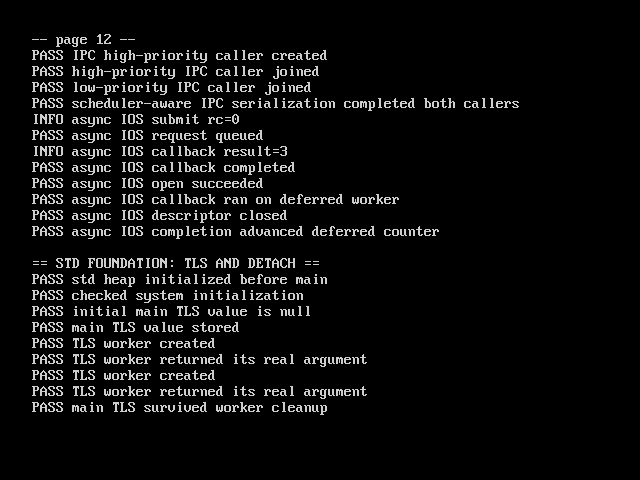 -- page 12 --
PASS IPC high-priority caller created
PASS high-priority IPC caller joined
PASS low-priority IPC caller joined
PASS scheduler-aware IPC serialization completed both callers
INFO async IOS submit rc=0
PASS async IOS request queued
INFO async IOS callback result=3
PASS async IOS callback completed
PASS async IOS open succeeded
PASS async IOS callback ran on deferred worker
PASS async IOS descriptor closed
PASS async IOS completion advanced deferred counter
== STD FOUNDATION: TLS AND DETACH ==
PASS std heap initialized before main
PASS checked system initialization
PASS initial main TLS value is null
PASS main TLS value stored
PASS TLS worker created
PASS TLS worker returned its real argument
PASS TLS worker created
PASS TLS worker returned its real argument
PASS main TLS survived worker cleanup